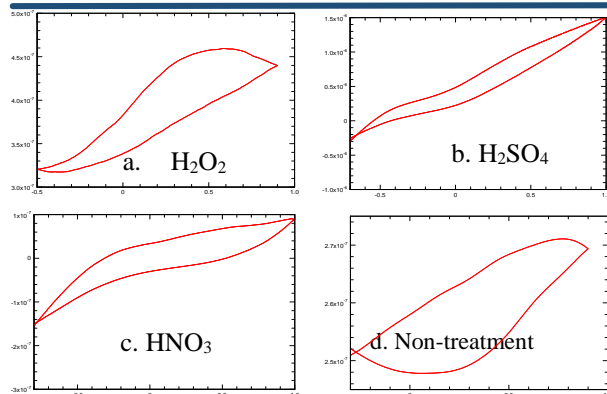 5.0x10⁻⁷
4.5x10⁻⁷
4.0x10⁻⁷
3.5x10⁻⁷
3.0x10⁻⁷
-0.5 0 0.5 1.0
a. H₂O₂
1.5x10⁻⁶
1.0x10⁻⁶
0.5x10⁻⁶
0
-0.5x10⁻⁶
-1.0x10⁻⁶
-0.5 0 0.5 1.0
b. H₂SO₄
1x10⁻⁷
0
-1x10⁻⁷
-2x10⁻⁷
-3x10⁻⁷
c. HNO₃
2.7x10⁻⁷
2.6x10⁻⁷
2.5x10⁻⁷
d. Non-treatment